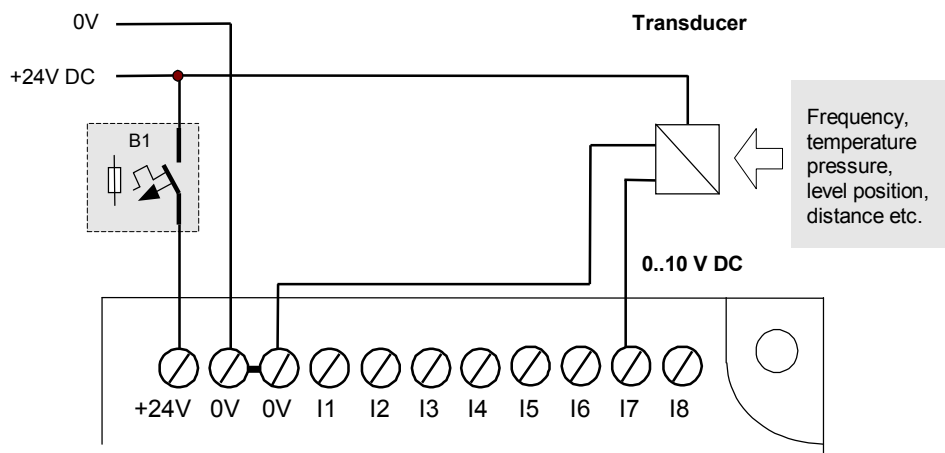 0V
Transducer
+24V DC
B1
Frequency,
temperature
pressure,
level position,
distance etc.
0..10 V DC
+24V 0V 0V I1 I2 I3 I4 I5 I6 I7 I8